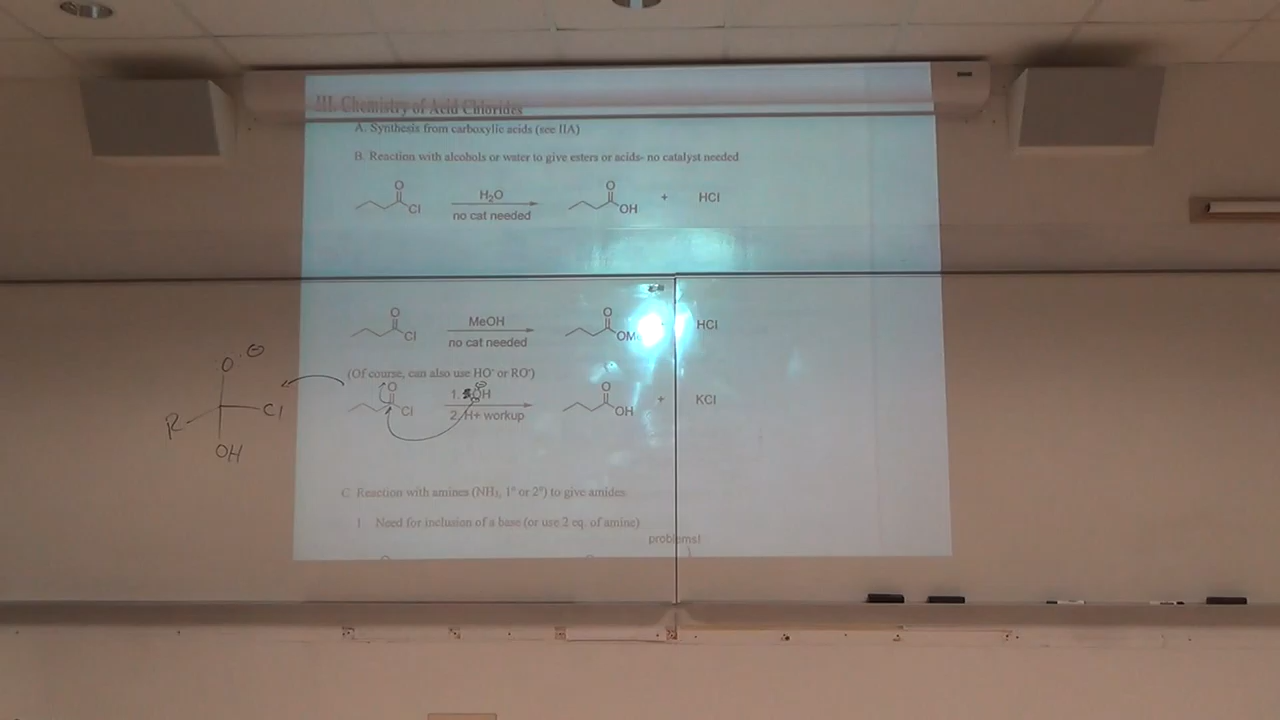 III. Chemistry of Acid Chlorides
A. Synthesis from carboxylic acids (see IIA)
B. Reaction with alcohols or water to give esters or acids- no catalyst needed
O H₂O O
Cl no cat needed OH + HCl
O MeOH O
Cl no cat needed OM HCl
(Of course, can also use HO⁻ or RO⁻)
O 1. OH O
Cl 2. H+ workup OH + KCl
O ⊖
R Cl
OH
C Reaction with amines (NH₃, 1° or 2°) to give amides
1 Need for inclusion of a base (or use 2 eq. of amine)
problems!